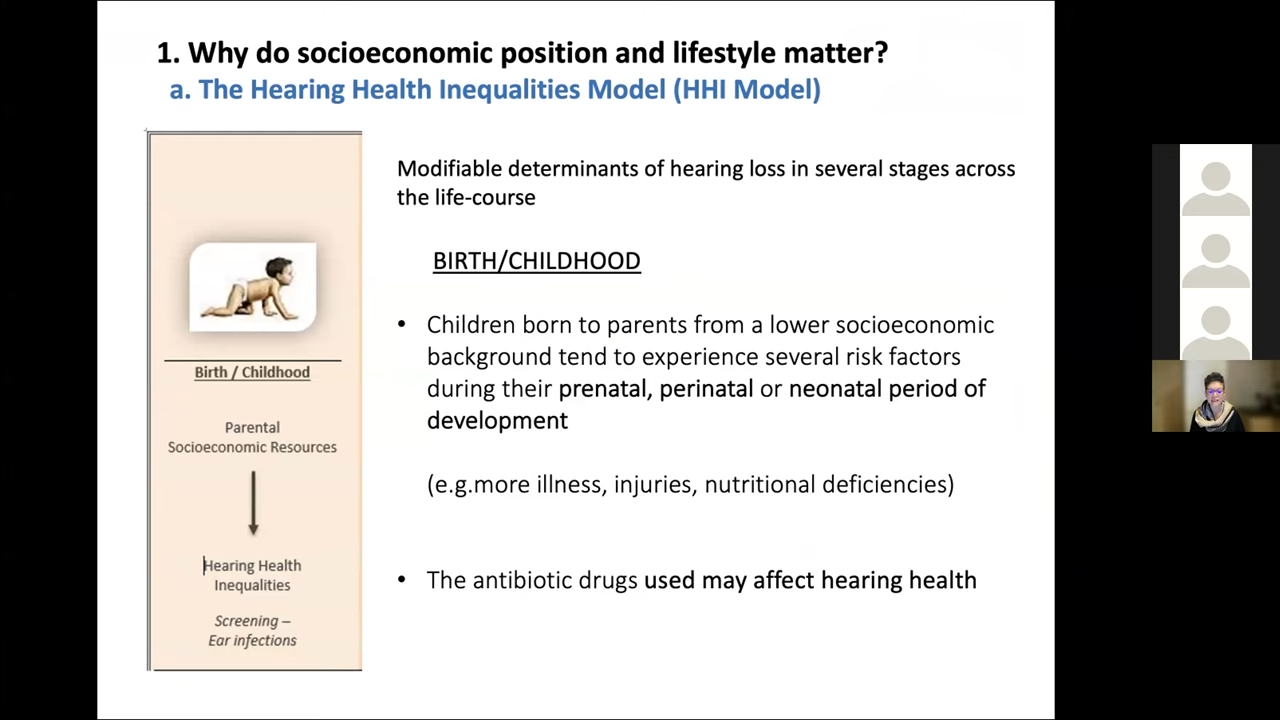 1. Why do socioeconomic position and lifestyle matter?
a. The Hearing Health Inequalities Model (HHI Model)
Birth / Childhood
Parental
Socioeconomic Resources
Hearing Health
Inequalities
Screening –
Ear infections
Modifiable determinants of hearing loss in several stages across
the life-course
BIRTH/CHILDHOOD
• Children born to parents from a lower socioeconomic
background tend to experience several risk factors
during their prenatal, perinatal or neonatal period of
development
(e.g.more illness, injuries, nutritional deficiencies)
• The antibiotic drugs used may affect hearing health